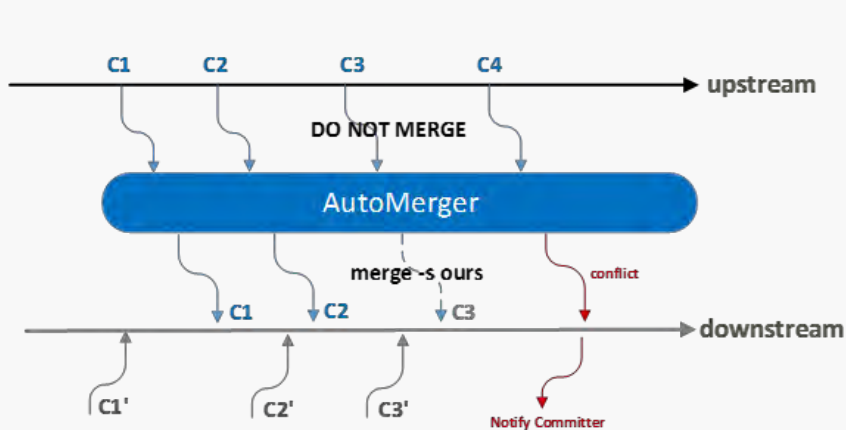 C1
C2
C3
C4
upstream
DO NOT MERGE
AutoMerger
merge -s ours
conflict
C1
C2
C3
downstream
C1'
C2'
C3'
Notify Committer